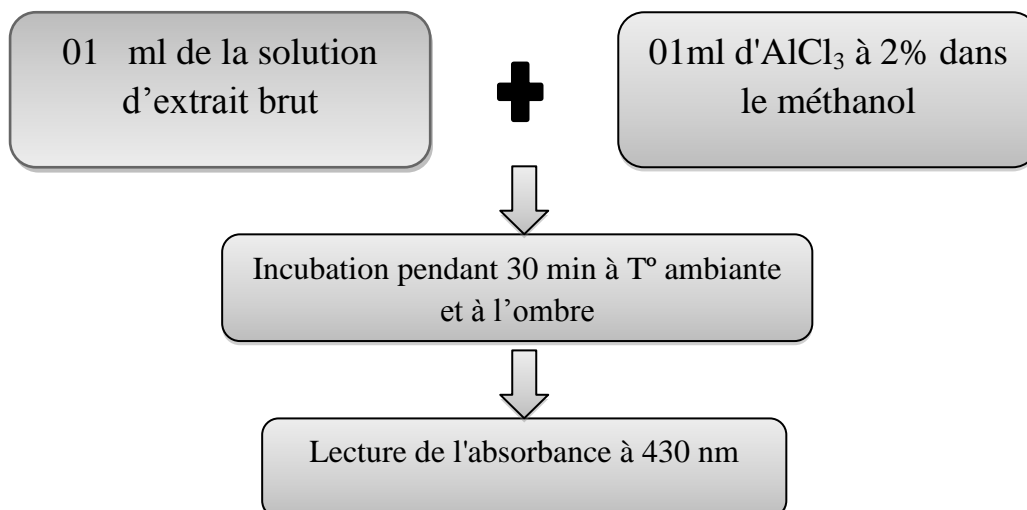 01 ml de la solution
d’extrait brut
01ml d'AlCl₃ à 2% dans
le méthanol
Incubation pendant 30 min à Tº ambiante
et à l’ombre
Lecture de l'absorbance à 430 nm